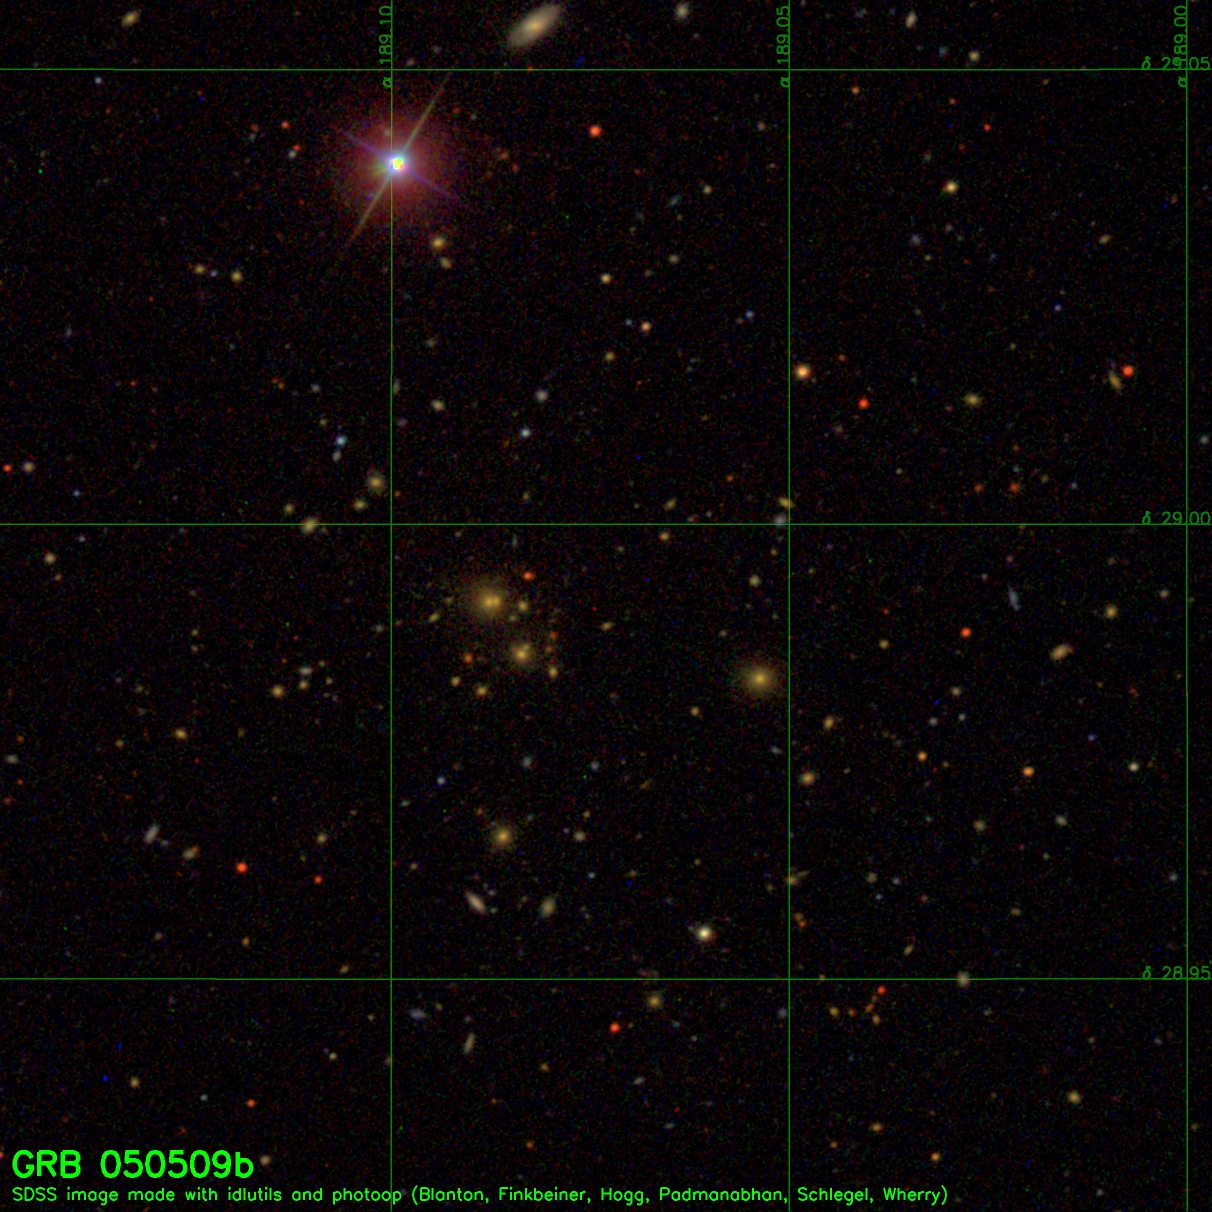 α 189.10
α 189.05
α 189.00
δ 29.05
δ 29.00
δ 28.95
GRB 050509b
SDSS image made with idlutils and photoop (Blanton, Finkbeiner, Hogg, Padmanabhan, Schlegel, Wherry)